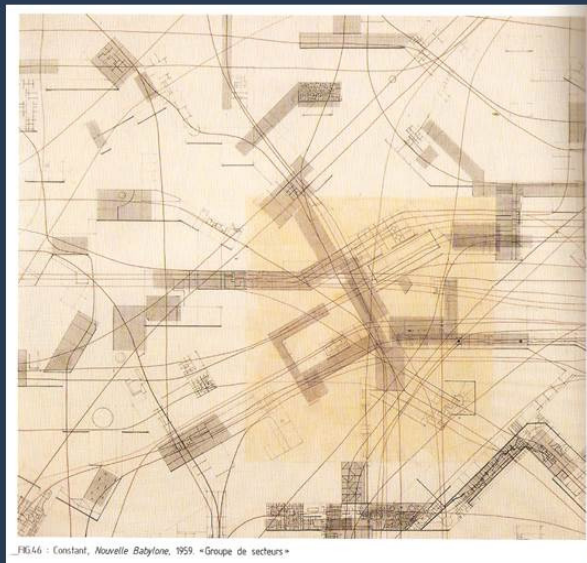 _FIG.46 : Constant, Nouvelle Babylone, 1959. «Groupe de secteurs»